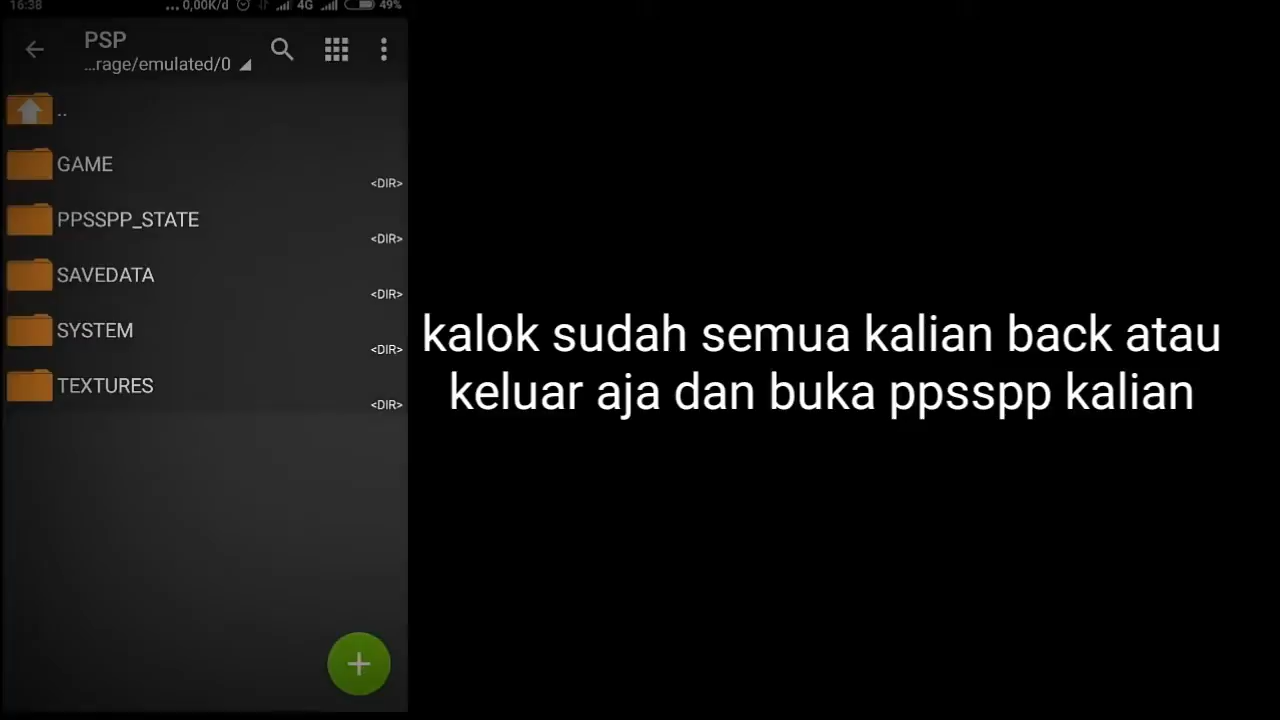 16:38 ... 0,00K/d 4G 49%
PSP
...rage/emulated/0
..
GAME
<DIR>
PPSSPP_STATE
<DIR>
SAVEDATA
<DIR>
SYSTEM
<DIR>
TEXTURES
<DIR>
kalok sudah semua kalian back atau
keluar aja dan buka ppsspp kalian